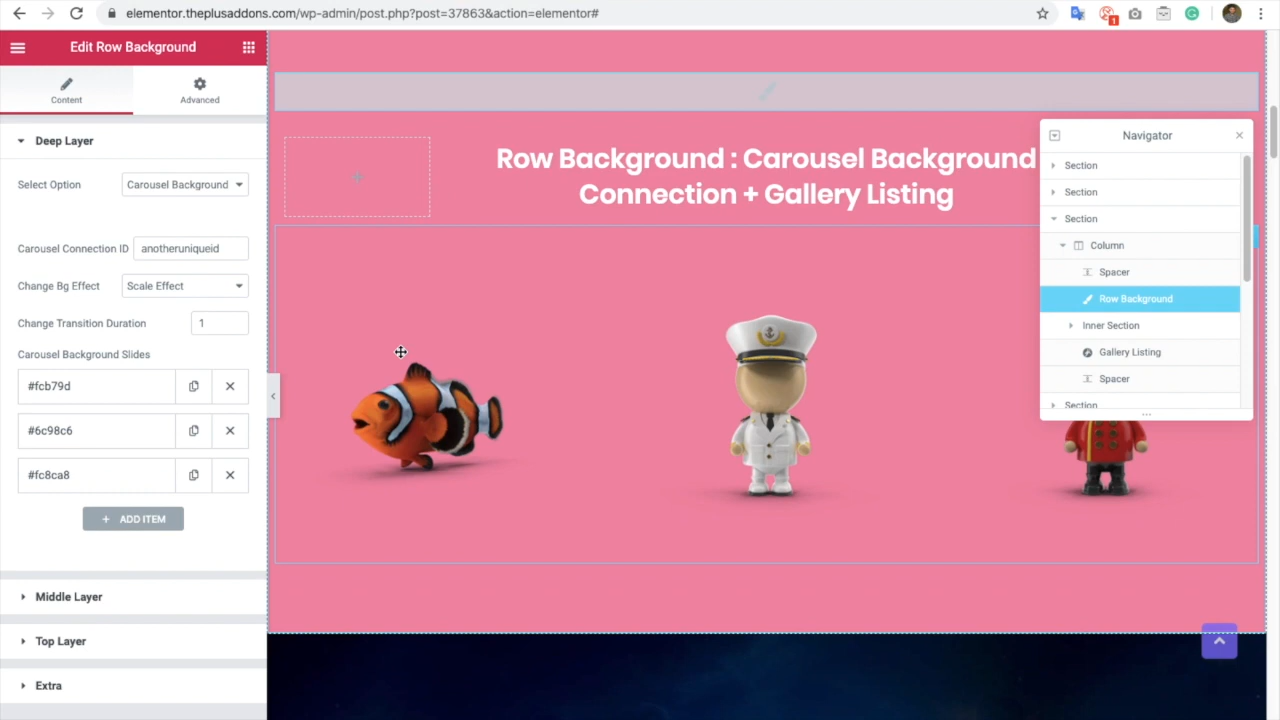 elementor.theplusaddons.com/wp-admin/post.php?post=37863&action=elementor#
1
Edit Row Background
Content
Advanced
Deep Layer
Select Option
Carousel Background
Carousel Connection ID
anotheruniqueid
Change Bg Effect
Scale Effect
Change Transition Duration
1
Carousel Background Slides
#fcb79d
#6c98c6
#fc8ca8
+ ADD ITEM
Middle Layer
Top Layer
Extra
Row Background : Carousel Background
Connection + Gallery Listing
Navigator
Section
Section
Section
Column
Spacer
Row Background
Inner Section
Gallery Listing
Spacer
Section